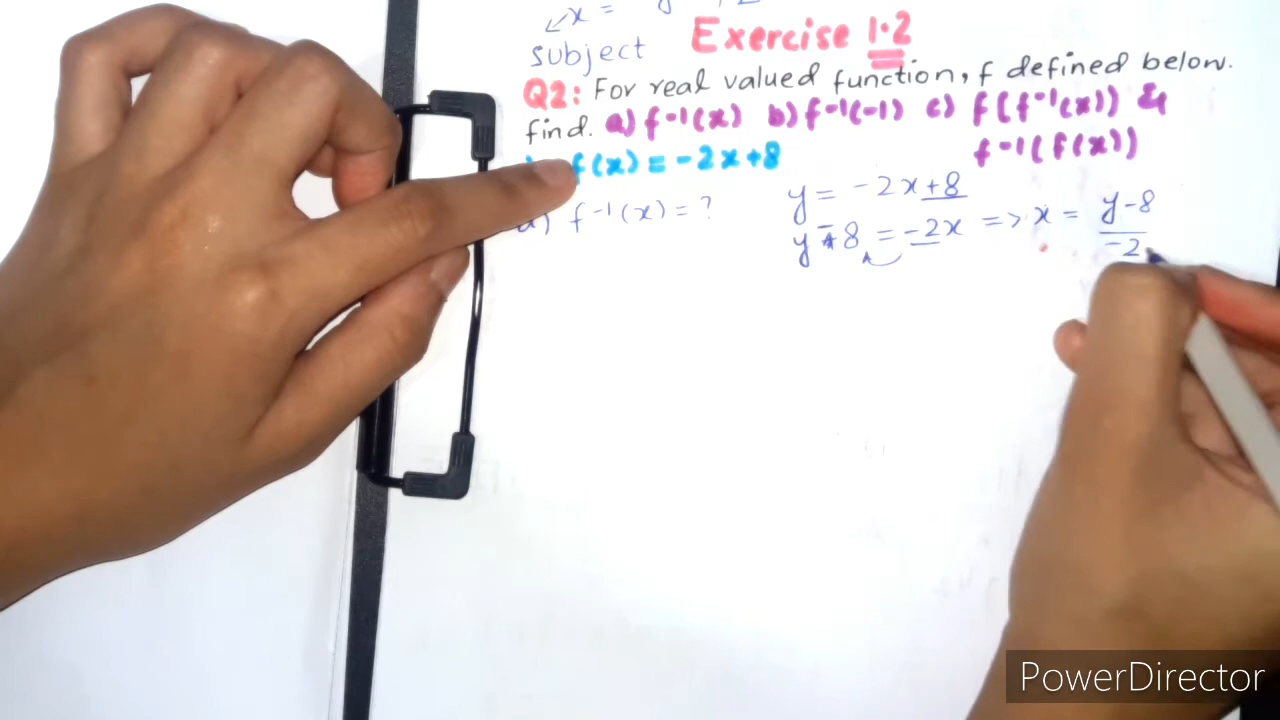 x =
subject
Exercise 1.2
Q2: For real valued function, f defined below.
find. a) f⁻¹(x) b) f⁻¹(-1) c) f(f⁻¹(x)) &
f⁻¹(f(x))
f(x) = -2x+8
a) f⁻¹(x) = ?
y = -2x+8
y - 8 = -2x => x = y-8 / -2
PowerDirector